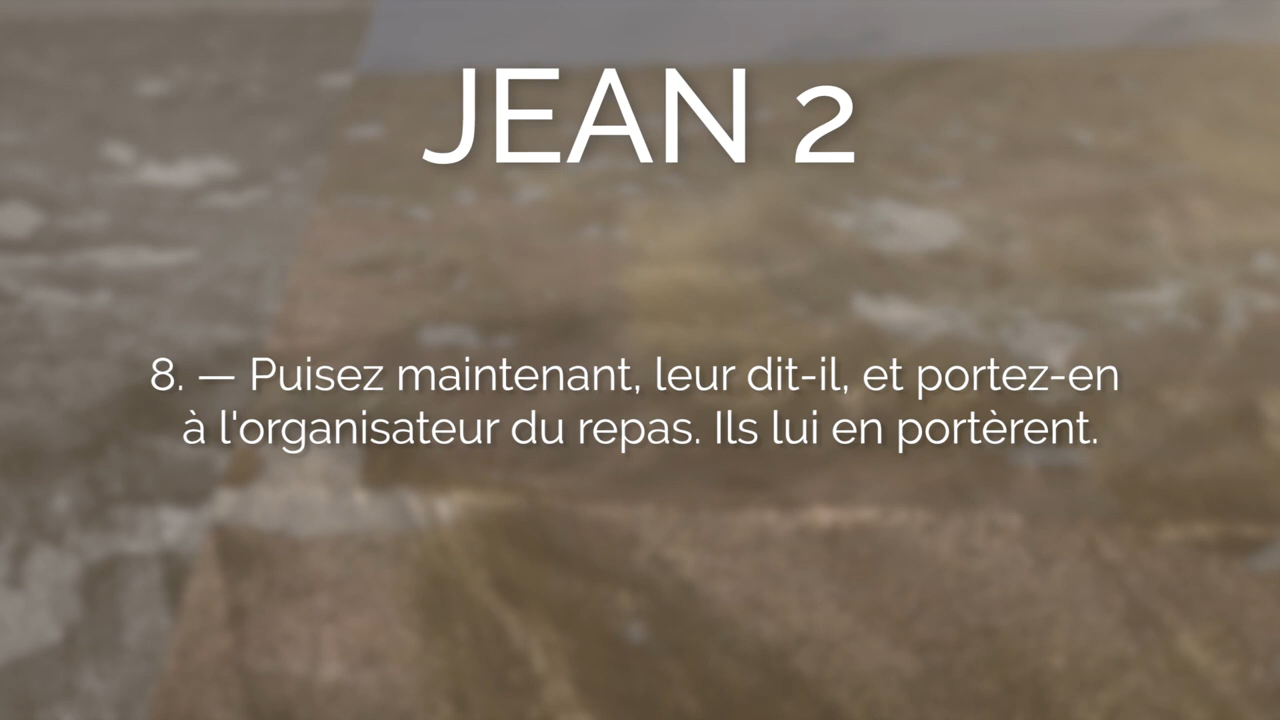 JEAN 2
8. — Puisez maintenant, leur dit-il, et portez-en
à l'organisateur du repas. Ils lui en portèrent.